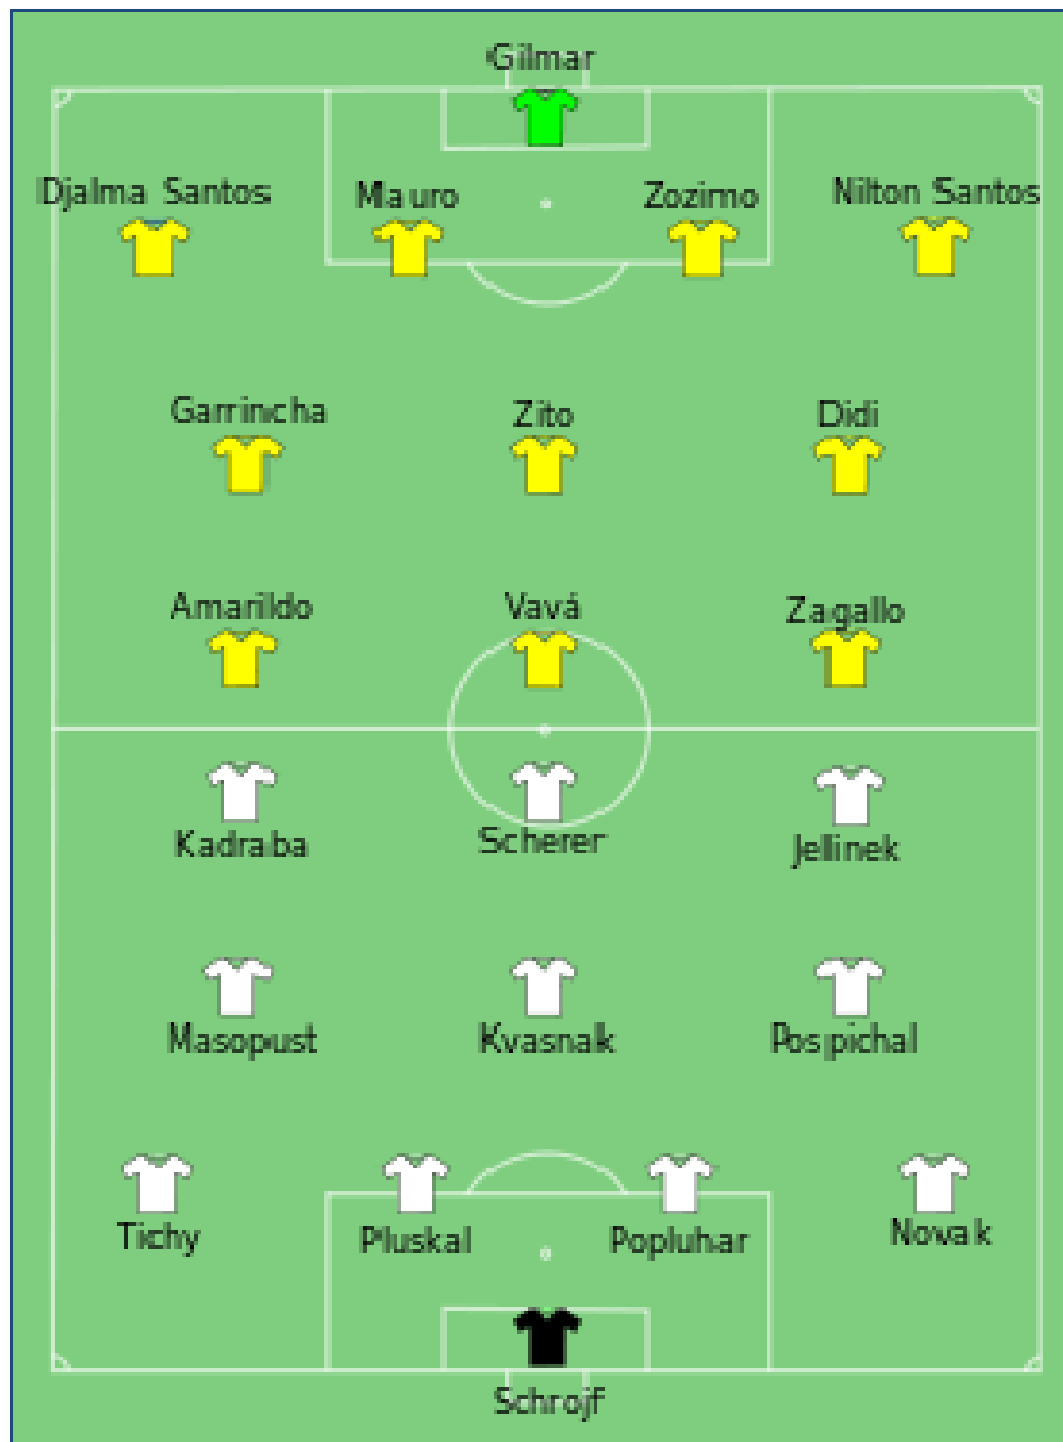 Gilmar
Djalma Santos Mauro Zozimo Nilton Santos
Garrincha Zito Didi
Amarildo Vavá Zagallo
Kadraba Scherer Jellinek
Masopust Kvasnak Pospichal
Tichy Pluskal Popluhar Novak
Schrojf